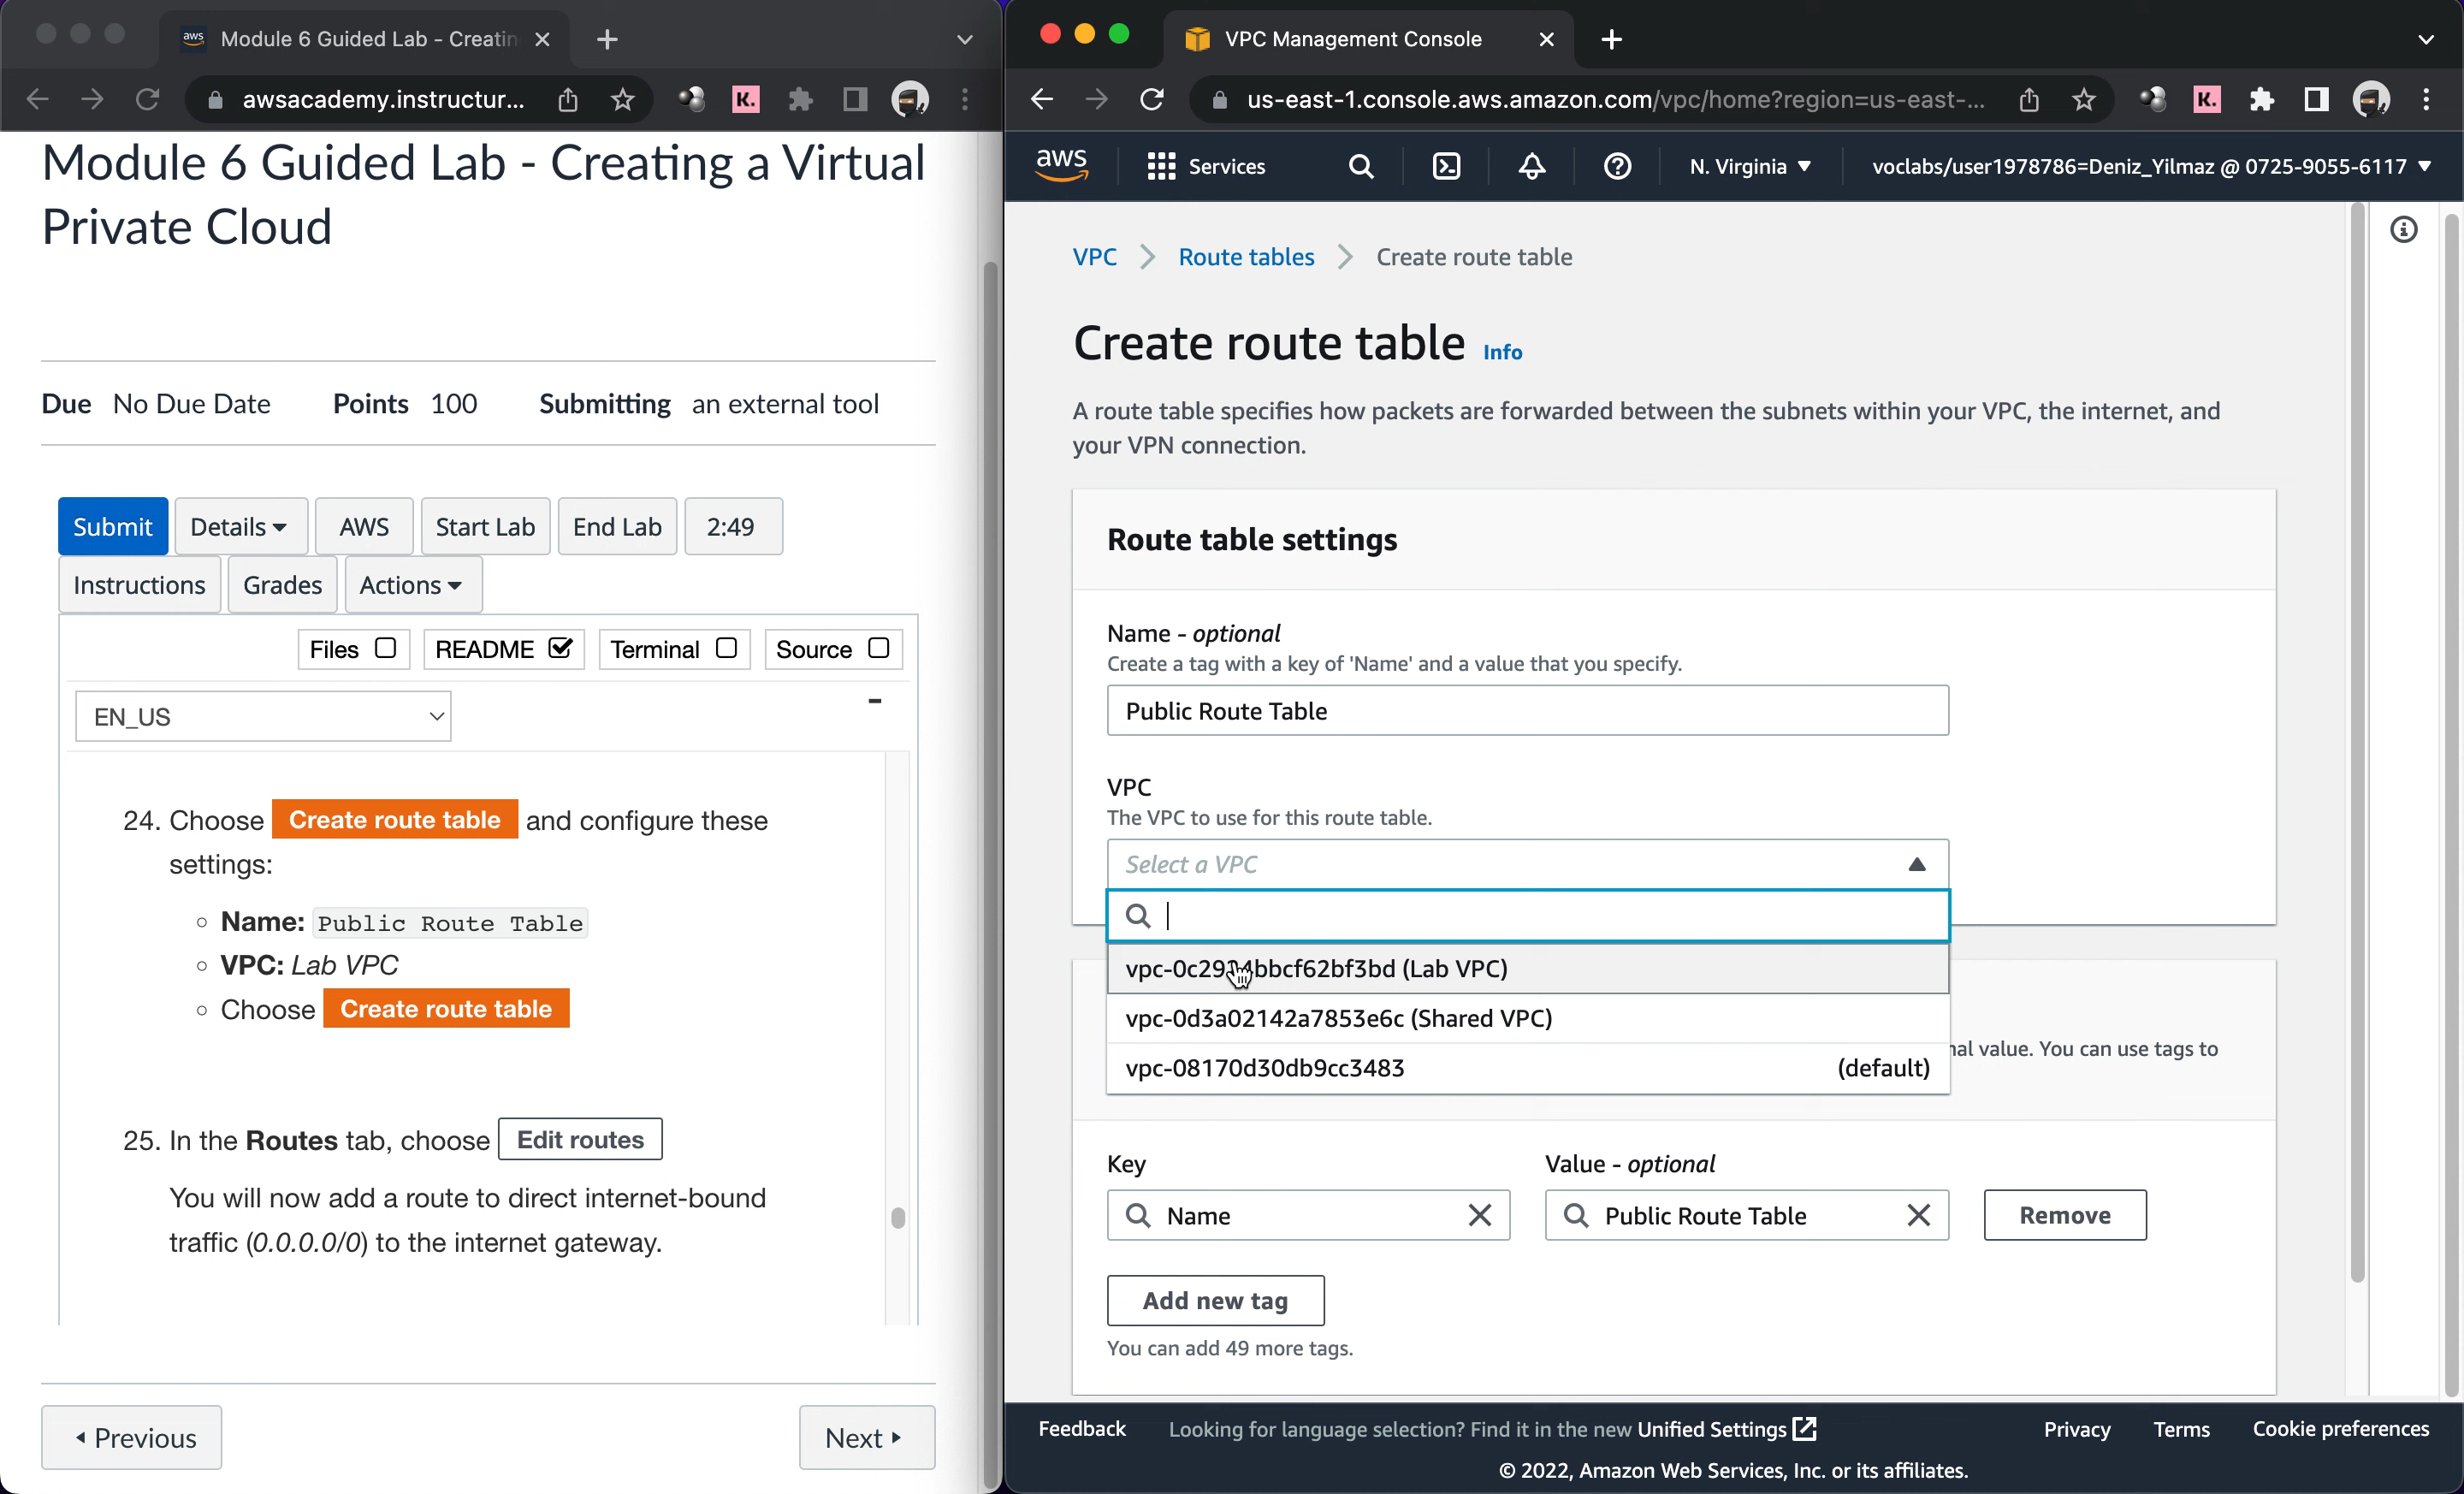 aws Module 6 Guided Lab - Creatin
awsacademy.instructur...
K.
Module 6 Guided Lab - Creating a Virtual
Private Cloud
Due No Due Date Points 100 Submitting an external tool
Submit Details AWS Start Lab End Lab 2:49
Instructions Grades Actions
Files README Terminal Source
EN_US
24. Choose Create route table and configure these
settings:
Name: Public Route Table
VPC: Lab VPC
Choose Create route table
25. In the Routes tab, choose Edit routes
You will now add a route to direct internet-bound
traffic (0.0.0.0/0) to the internet gateway.
Previous Next
VPC Management Console
us-east-1.console.aws.amazon.com/vpc/home?region=us-east-...
K.
aws Services N. Virginia voclabs/user1978786=Deniz_Yilmaz @ 0725-9055-6117
VPC Route tables Create route table
Create route table Info
A route table specifies how packets are forwarded between the subnets within your VPC, the internet, and
your VPN connection.
Route table settings
Name - optional
Create a tag with a key of 'Name' and a value that you specify.
Public Route Table
VPC
The VPC to use for this route table.
Select a VPC
(Lab VPC)
vpc-0d3a02142a7853e6c (Shared VPC)
nal value. You can use tags to
vpc-08170d30db9cc3483 (default)
Key Value - optional
Name Public Route Table Remove
Add new tag
You can add 49 more tags.
Feedback Looking for language selection? Find it in the new Unified Settings Privacy Terms Cookie preferences
© 2022, Amazon Web Services, Inc. or its affiliates.